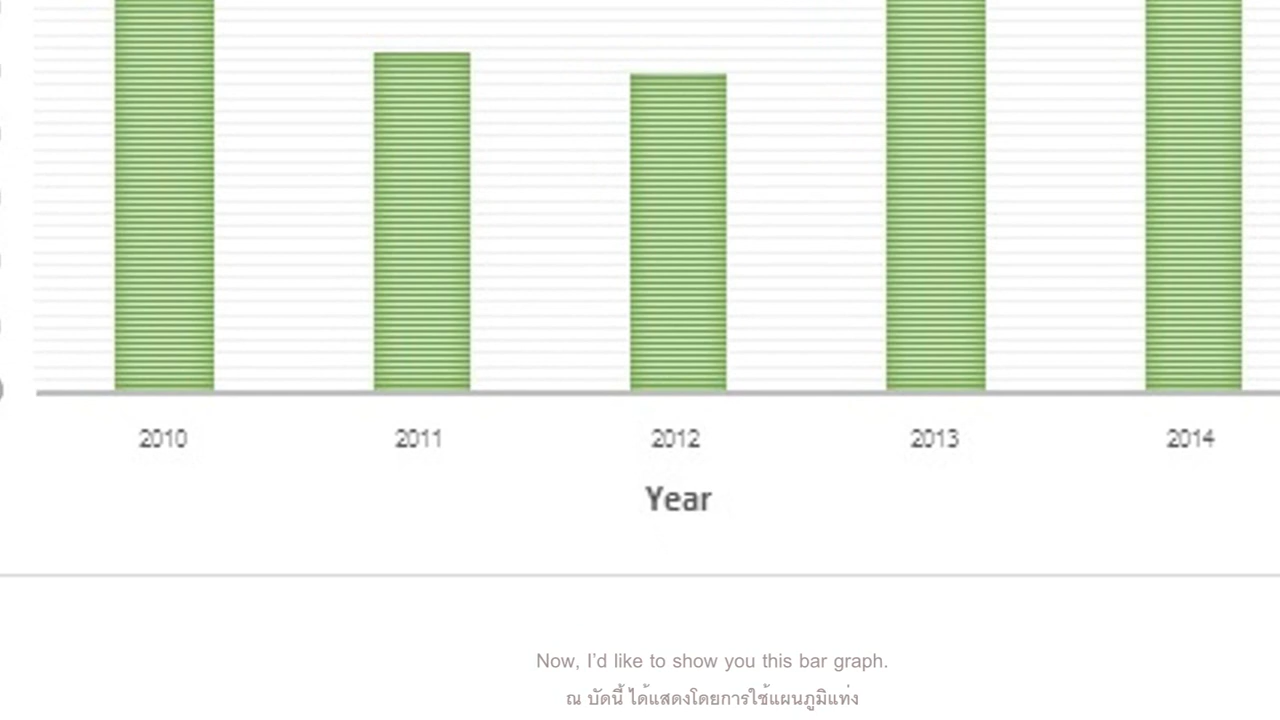 2010 2011 2012 2013 2014
Year
Now, I'd like to show you this bar graph.
ณ บัดนี้ ได้แสดงโดยการใช้แผนภูมิแท่ง